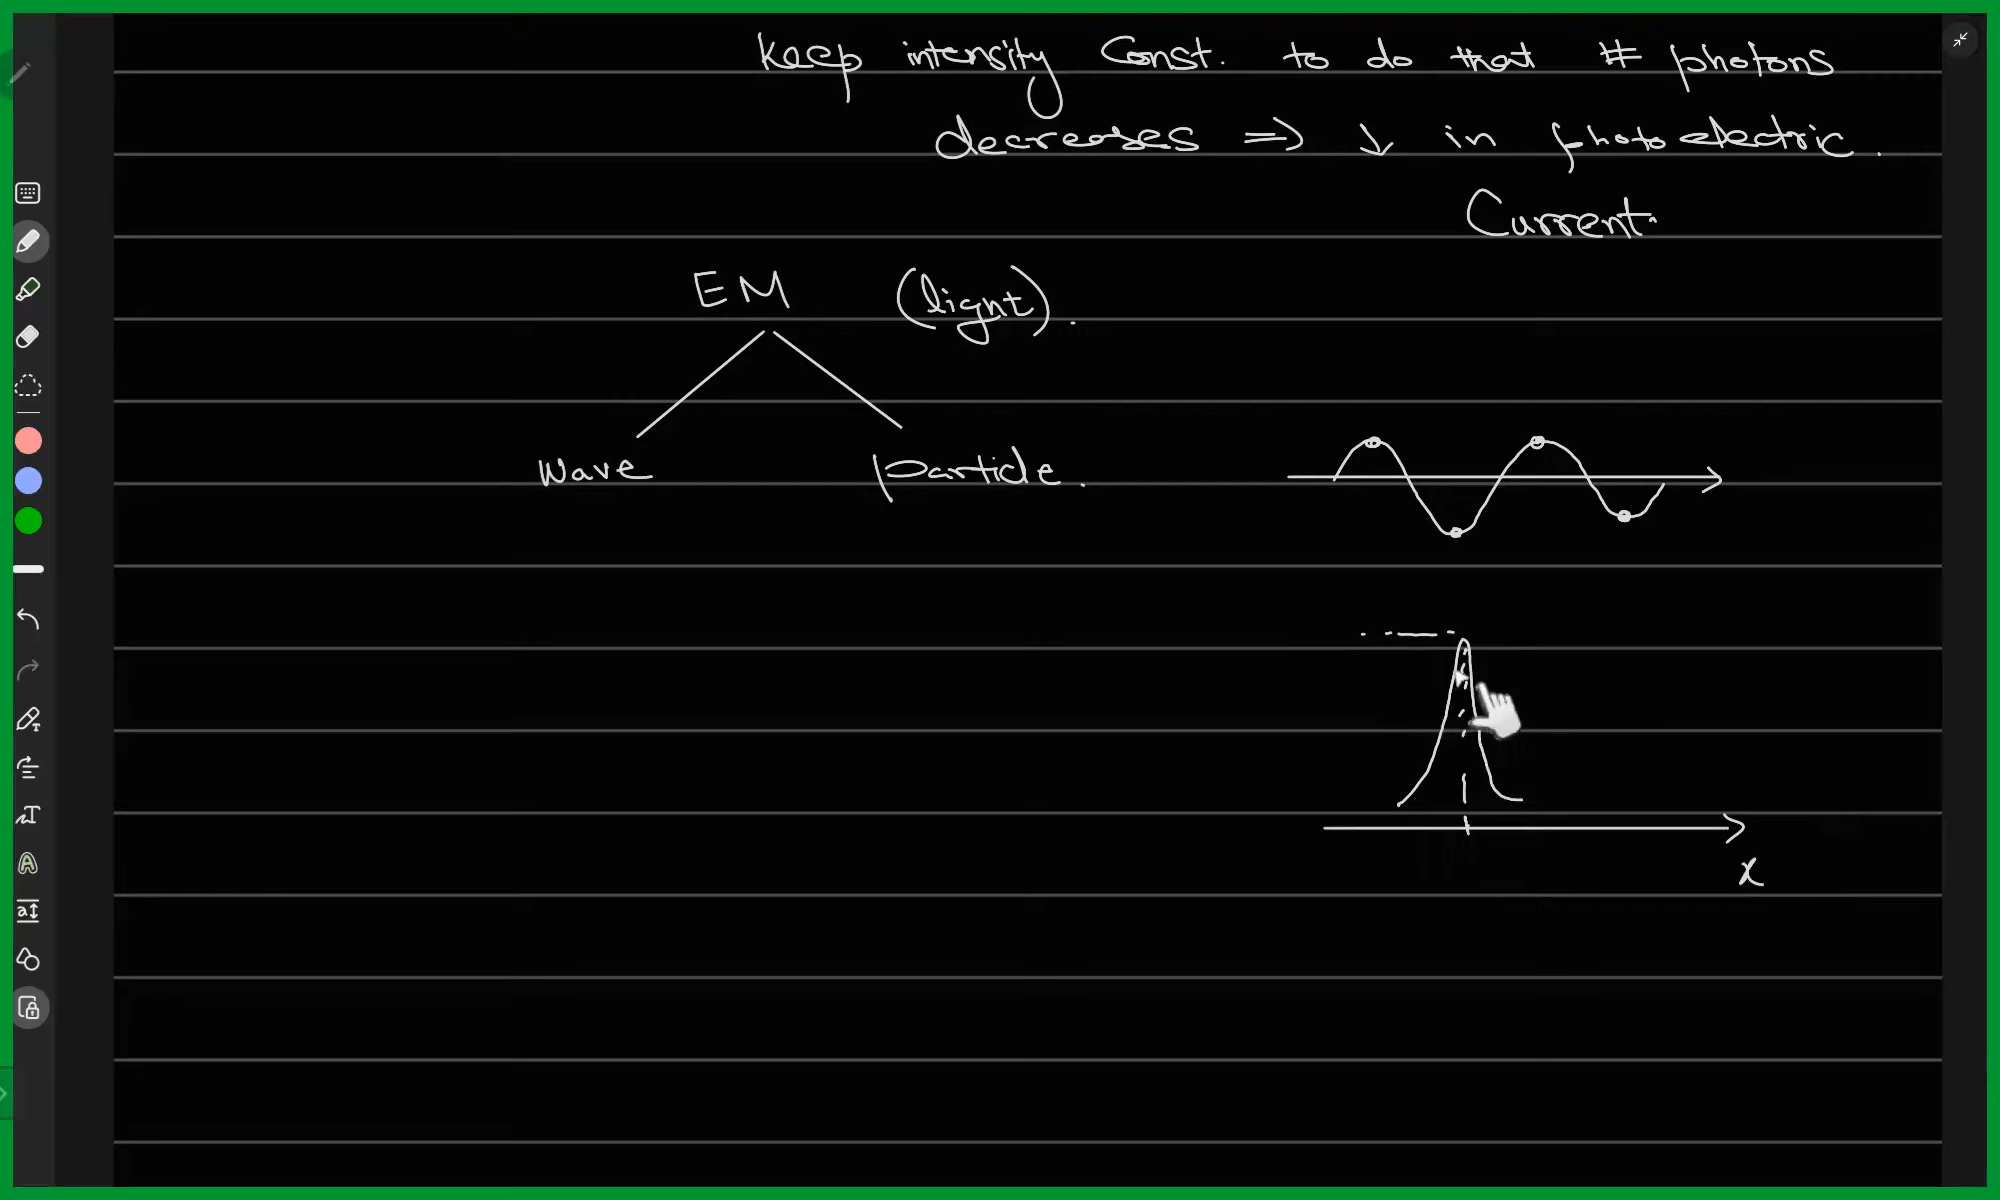 keep intensity Const. to do that # photons
decreases => ↓ in photoelectric.
Current.
EM (light).
Wave particle.
x